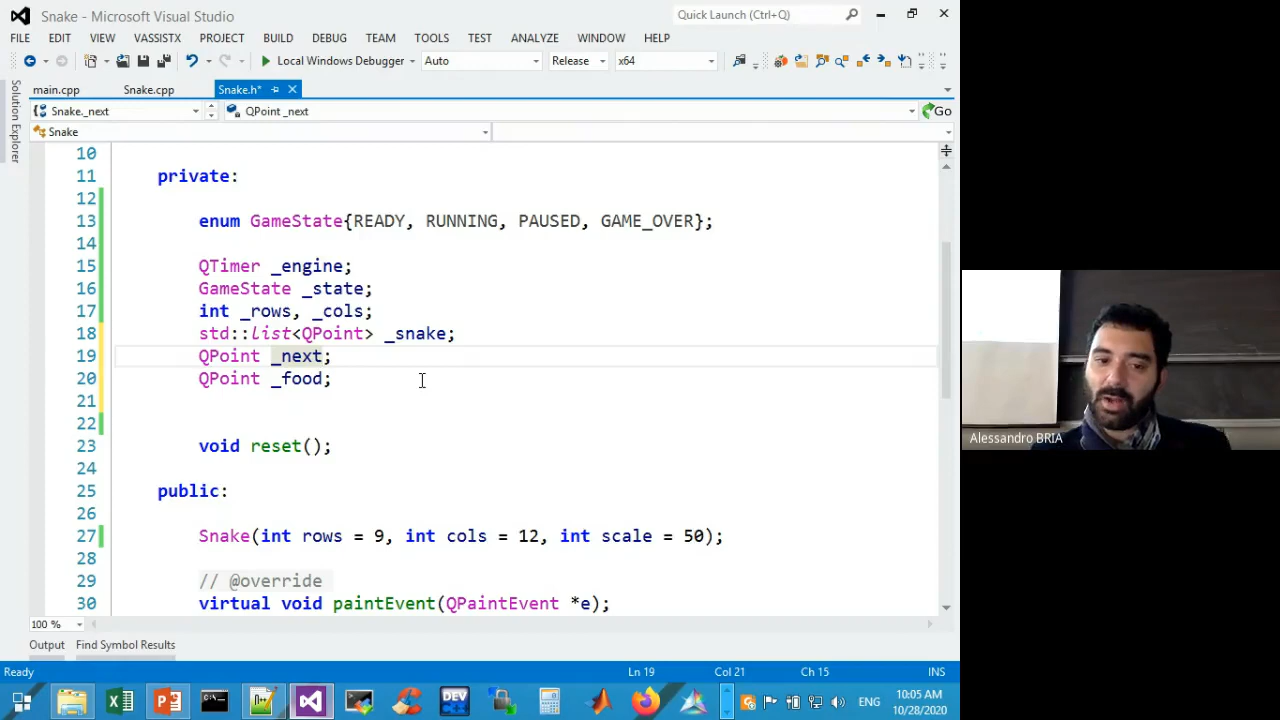 Snake - Microsoft Visual Studio
Quick Launch (Ctrl+Q)
FILE EDIT VIEW VASSISTX PROJECT BUILD DEBUG TEAM TOOLS TEST ANALYZE WINDOW HELP
Local Windows Debugger Auto Release x64
Solution Explorer
main.cpp Snake.cpp Snake.h*
Snake._next QPoint _next Go
Snake
10
11 private:
12
13 enum GameState{READY, RUNNING, PAUSED, GAME_OVER};
14
15 QTimer _engine;
16 GameState _state;
17 int _rows, _cols;
18 std::list<QPoint> _snake;
19 QPoint _next;
20 QPoint _food;
21
22
23 void reset();
24
25 public:
26
27 Snake(int rows = 9, int cols = 12, int scale = 50);
28
29 // @override
30 virtual void paintEvent(QPaintEvent *e);
100 %
Output Find Symbol Results
Ready Ln 19 Col 21 Ch 15 INS
DEV
ENG
10:05 AM
10/28/2020
Alessandro BRIA